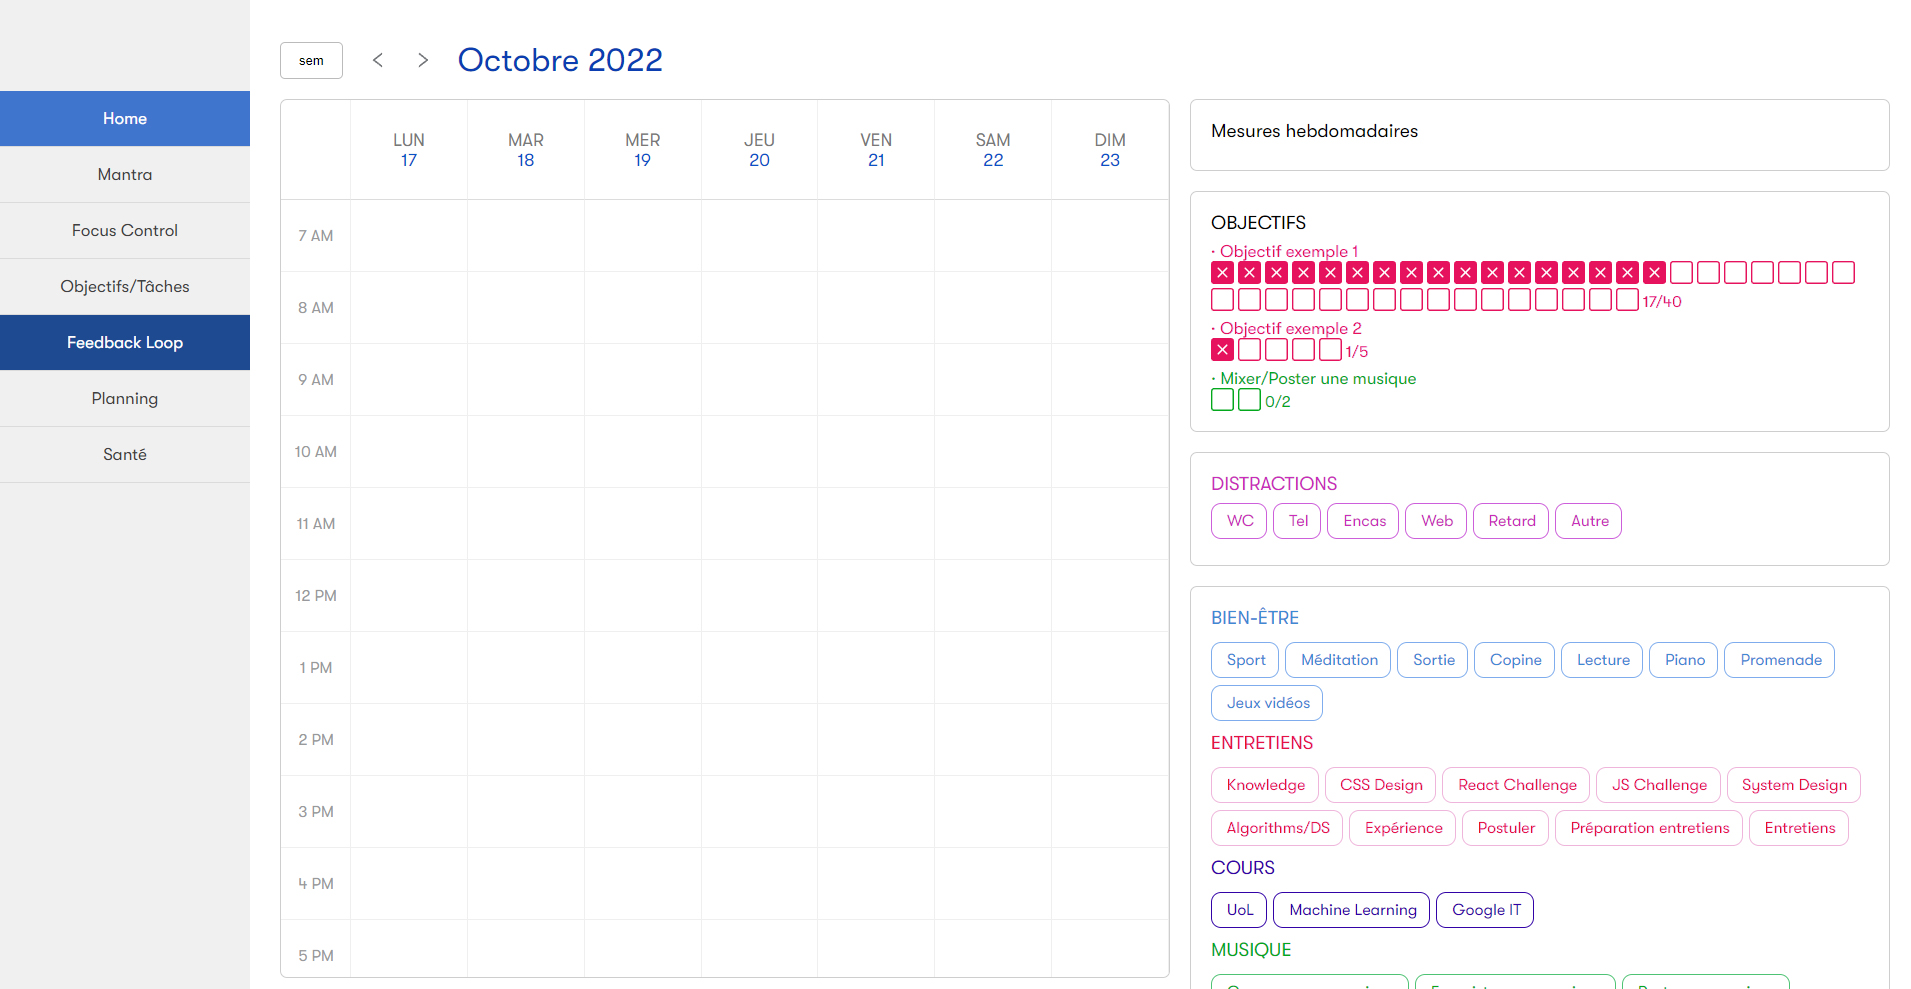 sem
Octobre 2022
Home
Mantra
Focus Control
Objectifs/Tâches
Feedback Loop
Planning
Santé
LUN MAR MER JEU VEN SAM DIM
17 18 19 20 21 22 23
7 AM
8 AM
9 AM
10 AM
11 AM
12 PM
1 PM
2 PM
3 PM
4 PM
5 PM
Mesures hebdomadaires
OBJECTIFS
· Objectif exemple 1
17/40
· Objectif exemple 2
1/5
· Mixer/Poster une musique
0/2
DISTRACTIONS
WC Tel Encas Web Retard Autre
BIEN-ÊTRE
Sport Méditation Sortie Copine Lecture Piano Promenade
Jeux vidéos
ENTRETIENS
Knowledge CSS Design React Challenge JS Challenge System Design
Algorithms/DS Expérience Postuler Préparation entretiens Entretiens
COURS
UoL Machine Learning Google IT
MUSIQUE